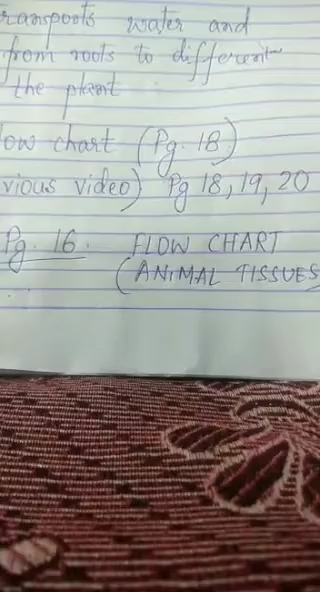 transports water and
from roots to different
the plant
ow chart (Pg. 18)
vious video) Pg 18, 19, 20
Pg. 16. FLOW CHART
(ANIMAL TISSUES